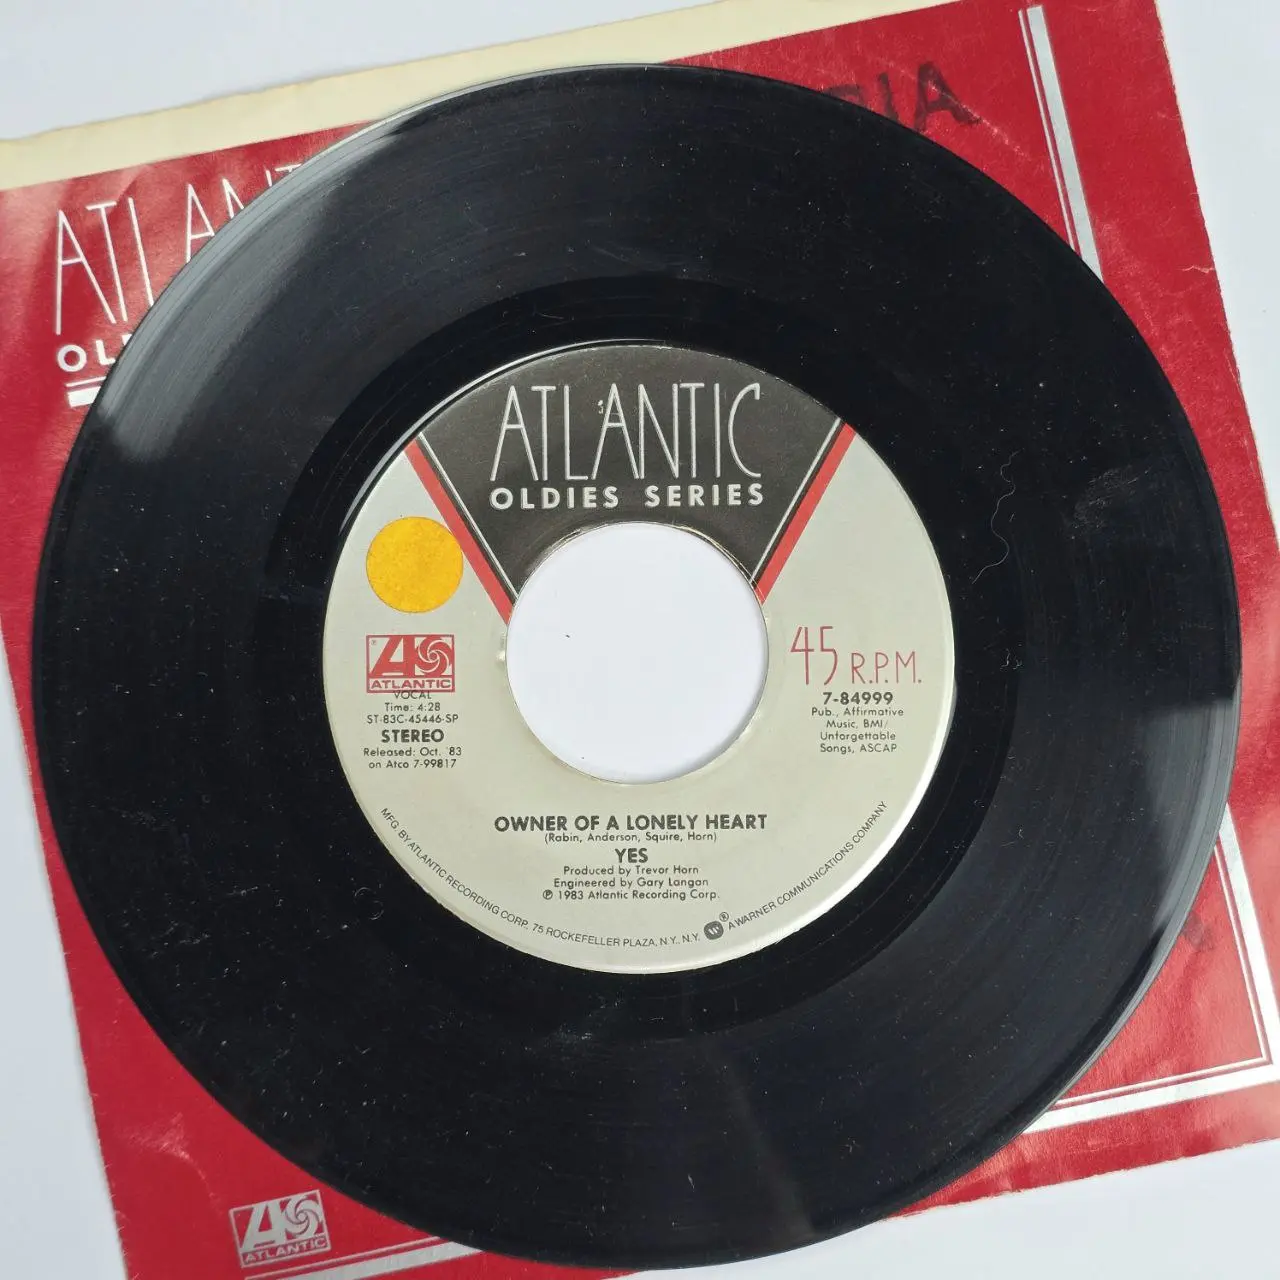 ATLANTIC
OLDIES SERIES
ATLANTIC
VOCAL
Time: 4:28
ST-83C-45446-SP
STEREO
Released: Oct. '83
on Atco 7-99817
45 R.P.M.
7-84999
Pub., Affirmative
Music, BMI/
Unforgettable
Songs, ASCAP
OWNER OF A LONELY HEART
(Rabin, Anderson, Squire, Horn)
YES
Produced by Trevor Horn
Engineered by Gary Langan
℗ 1983 Atlantic Recording Corp.
MFG. BY ATLANTIC RECORDING CORP., 75 ROCKEFELLER PLAZA, N.Y., N.Y. ® A WARNER COMMUNICATIONS COMPANY
ATLANTIC